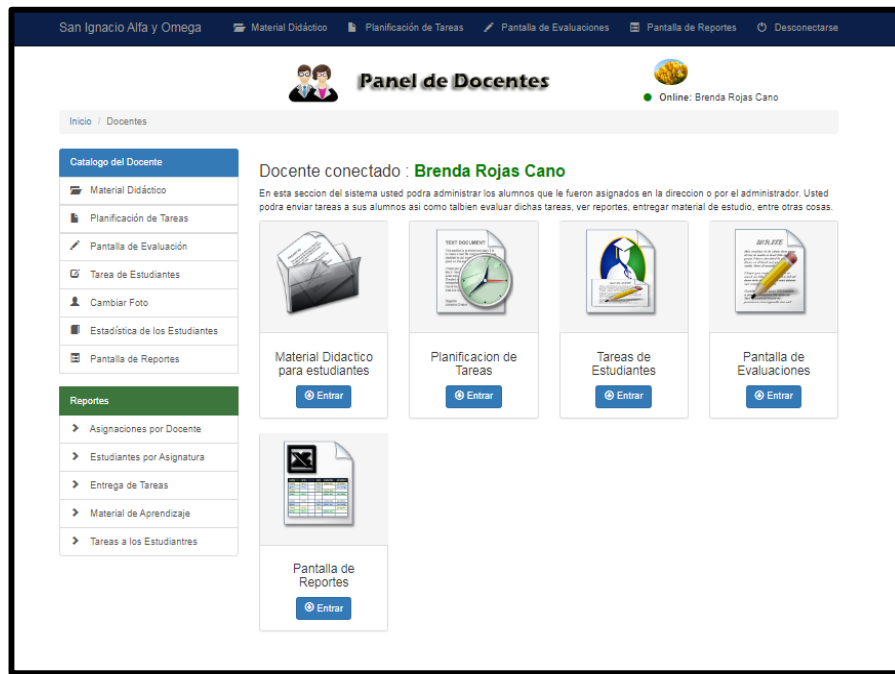 San Ignacio Alfa y Omega
Material Didáctico
Planificación de Tareas
Pantalla de Evaluaciones
Pantalla de Reportes
Desconectarse
Panel de Docentes
Online: Brenda Rojas Cano
Inicio / Docentes
Catalogo del Docente
Material Didáctico
Planificación de Tareas
Pantalla de Evaluación
Tarea de Estudiantes
Cambiar Foto
Estadística de los Estudiantes
Pantalla de Reportes
Reportes
Asignaciones por Docente
Estudiantes por Asignatura
Entrega de Tareas
Material de Aprendizaje
Tareas a los Estudiantres
Docente conectado : Brenda Rojas Cano
En esta seccion del sistema usted podra administrar los alumnos que le fueron asignados en la direccion o por el administrador. Usted
podra enviar tareas a sus alumnos asi como talbien evaluar dichas tareas, ver reportes, entregar material de estudio, entre otras cosas.
TEXT DOCUMENT
Material Didactico
para estudiantes
Entrar
Planificacion de
Tareas
Entrar
Tareas de
Estudiantes
Entrar
Pantalla de
Evaluaciones
Entrar
Pantalla de
Reportes
Entrar